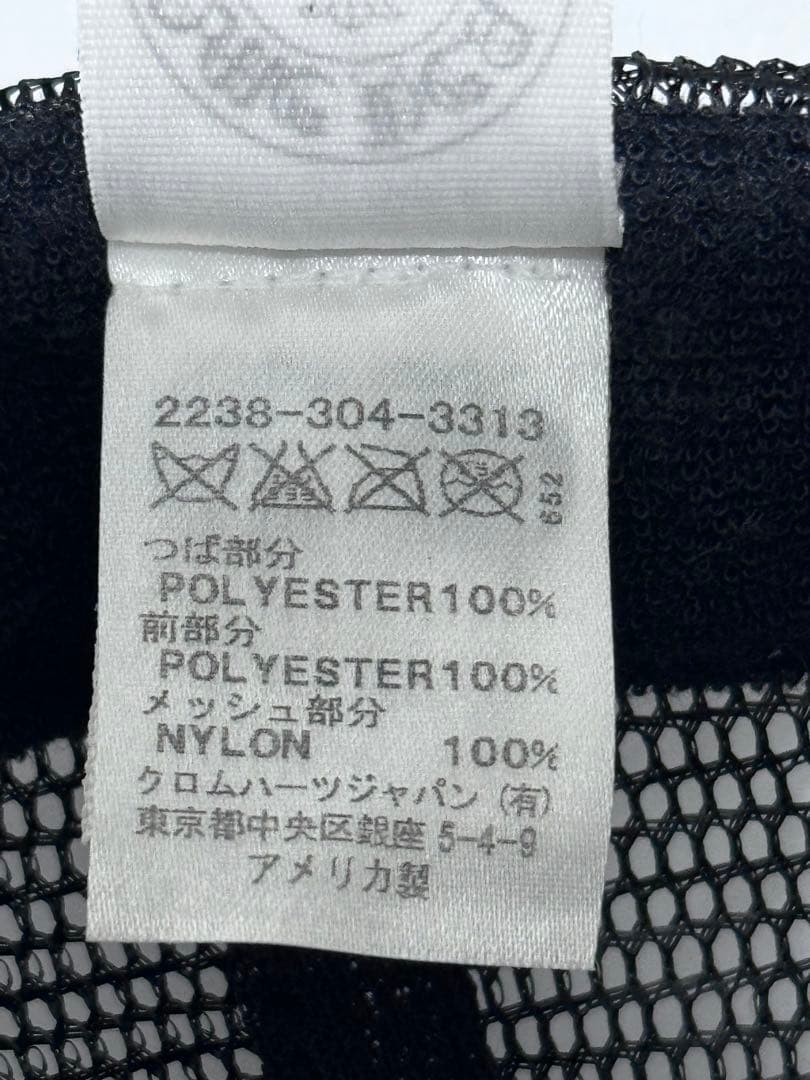 2238-304-3313
652
つば部分
POLYESTER100%
前部分
POLYESTER100%
メッシュ部分
NYLON 100%
クロムハーツジャパン(有)
東京都中央区銀座 5-4-9
アメリカ製